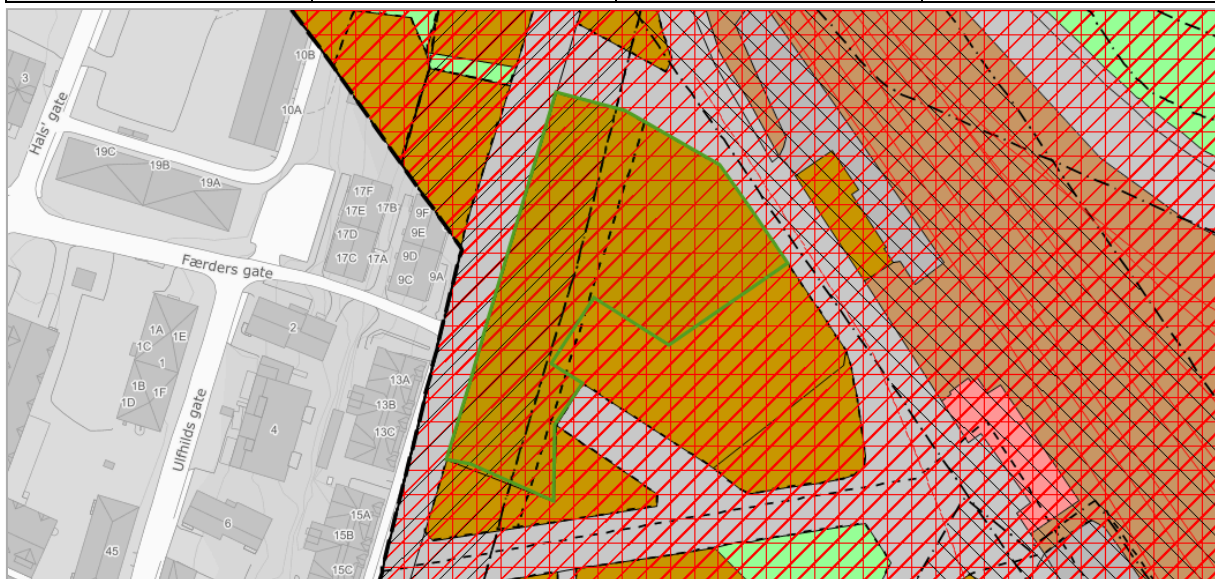 10B
3
10A
Hals' gate
19C
19B
19A
17F
17E
17B
9F
17D
9E
17C
17A
9D
9C
9A
Færders gate
1A
1E
2
1C
1
1B
1F
1D
13A
13B
13C
4
Ulfhilds gate
15A
15B
15C
6
45